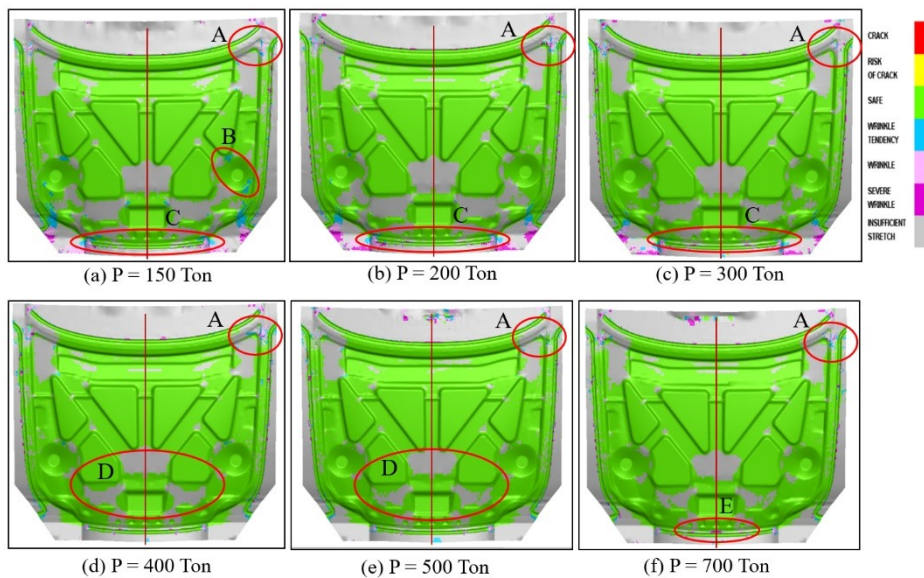 A
B
C
(a) P = 150 Ton
A
C
(b) P = 200 Ton
A
C
(c) P = 300 Ton
CRACK
RISK
OF CRACK
SAFE
WRINKLE
TENDENCY
WRINKLE
SEVERE
WRINKLE
INSUFFICIENT
STRETCH
A
D
(d) P = 400 Ton
A
D
(e) P = 500 Ton
A
E
(f) P = 700 Ton